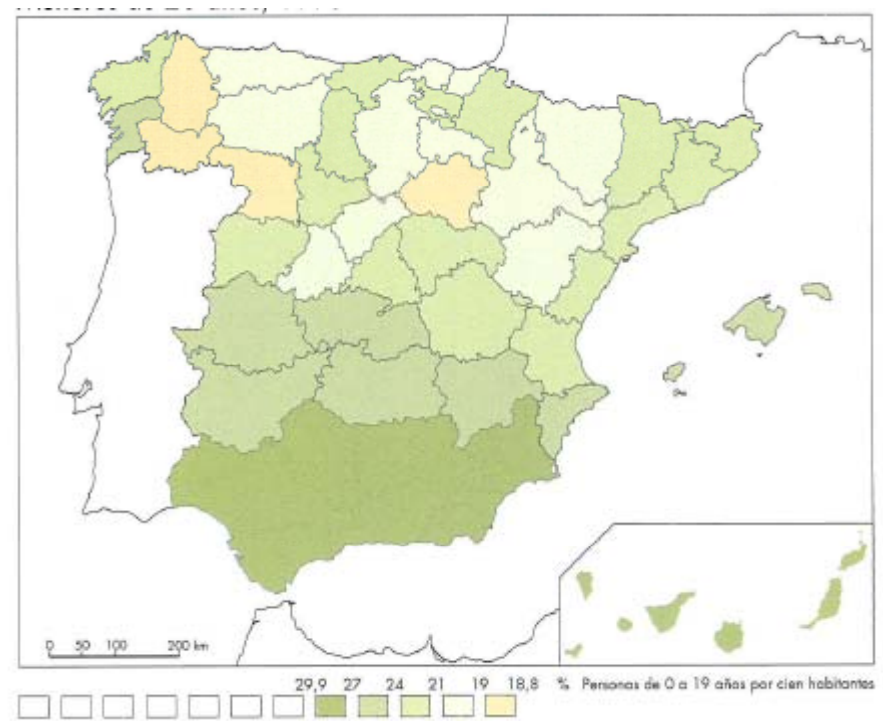 0 50 100 200 km
29,9 27 24 21 19 18,8 % Personas de 0 a 19 años por cien habitantes